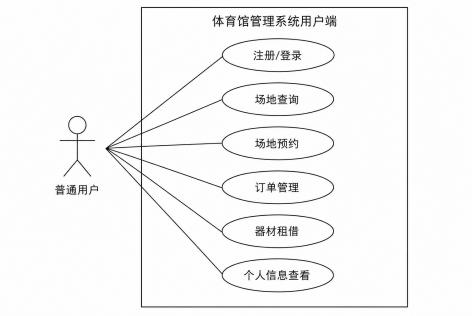 体育馆管理系统用户端
注册/登录
场地查询
场地预约
订单管理
器材租借
个人信息查看
普通用户